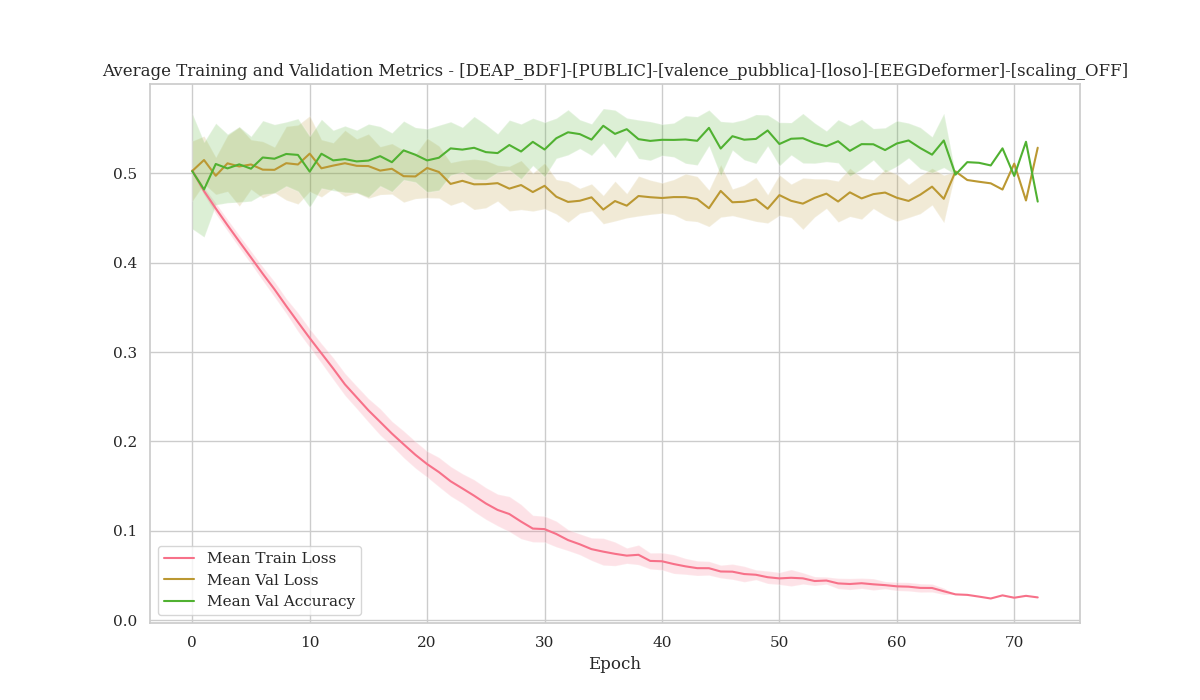 Average Training and Validation Metrics - [DEAP_BDF]-[PUBLIC]-[valence_pubblica]-[loso]-[EEGDeformer]-[scaling_OFF]
0.5
0.4
0.3
0.2
0.1
0.0
Mean Train Loss
Mean Val Loss
Mean Val Accuracy
0 10 20 30 40 50 60 70
Epoch